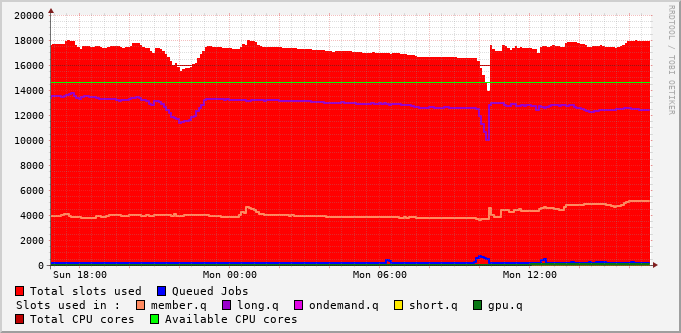 RRDTOOL / TOBI OETIKER
20000
18000
16000
14000
12000
10000
8000
6000
4000
2000
0
Sun 18:00 Mon 00:00 Mon 06:00 Mon 12:00
Total slots used Queued Jobs
Slots used in : member.q long.q ondemand.q short.q gpu.q
Total CPU cores Available CPU cores